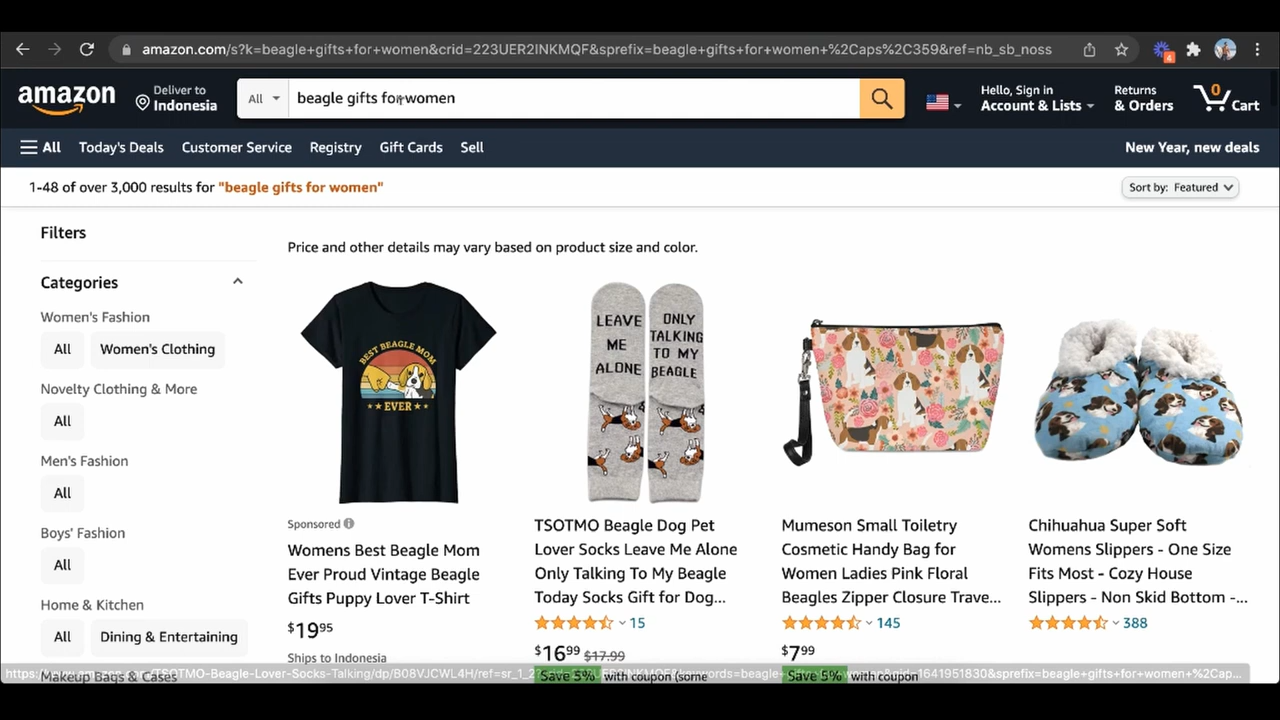 amazon.com/s?k=beagle+gifts+for+women&crid=223UER2INKMQF&sprefix=beagle+gifts+for+women+%2Caps%2C359&ref=nb_sb_noss
4
amazon
Deliver to
Indonesia
All
beagle gifts for women
Hello, Sign in
Account & Lists
Returns
& Orders
0
Cart
All
Today's Deals
Customer Service
Registry
Gift Cards
Sell
New Year, new deals
1-48 of over 3,000 results for "beagle gifts for women"
Sort by: Featured
Filters
Price and other details may vary based on product size and color.
Categories
Women's Fashion
All
Women's Clothing
Novelty Clothing & More
All
Men's Fashion
All
Boys' Fashion
All
Home & Kitchen
All
Dining & Entertaining
Makeup Bags & Cases
BEST BEAGLE MOM
EVER
Sponsored
Womens Best Beagle Mom
Ever Proud Vintage Beagle
Gifts Puppy Lover T-Shirt
$1995
Ships to Indonesia
LEAVE
ME
ALONE
ONLY
TALKING
TO MY
BEAGLE
TSOTMO Beagle Dog Pet
Lover Socks Leave Me Alone
Only Talking To My Beagle
Today Socks Gift for Dog...
15
$1699 $17.99
Save 5% with coupon (some
Mumeson Small Toiletry
Cosmetic Handy Bag for
Women Ladies Pink Floral
Beagles Zipper Closure Trave...
145
$799
Save 5% with coupon
Chihuahua Super Soft
Womens Slippers - One Size
Fits Most - Cozy House
Slippers - Non Skid Bottom -...
388